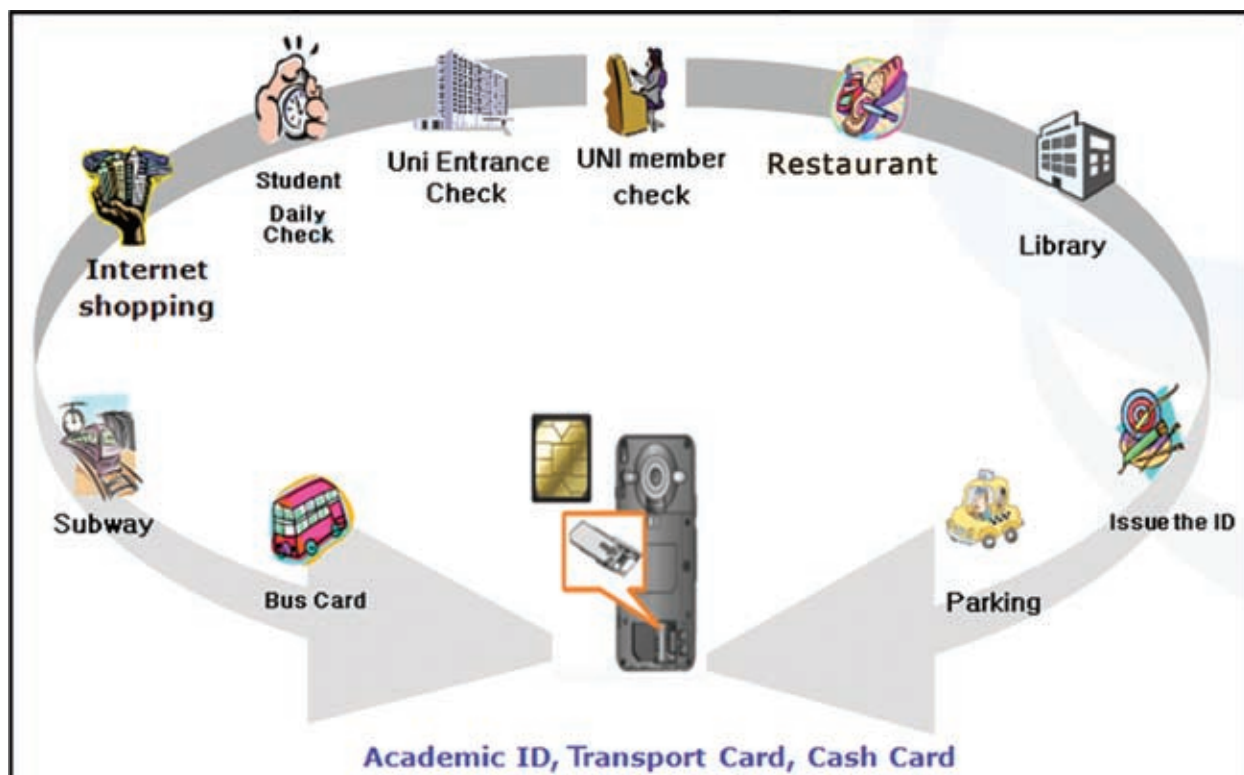 Student
Daily
Check
Uni Entrance
Check
UNI member
check
Restaurant
Library
Internet
shopping
Subway
Bus Card
Parking
Issue the ID
Academic ID, Transport Card, Cash Card